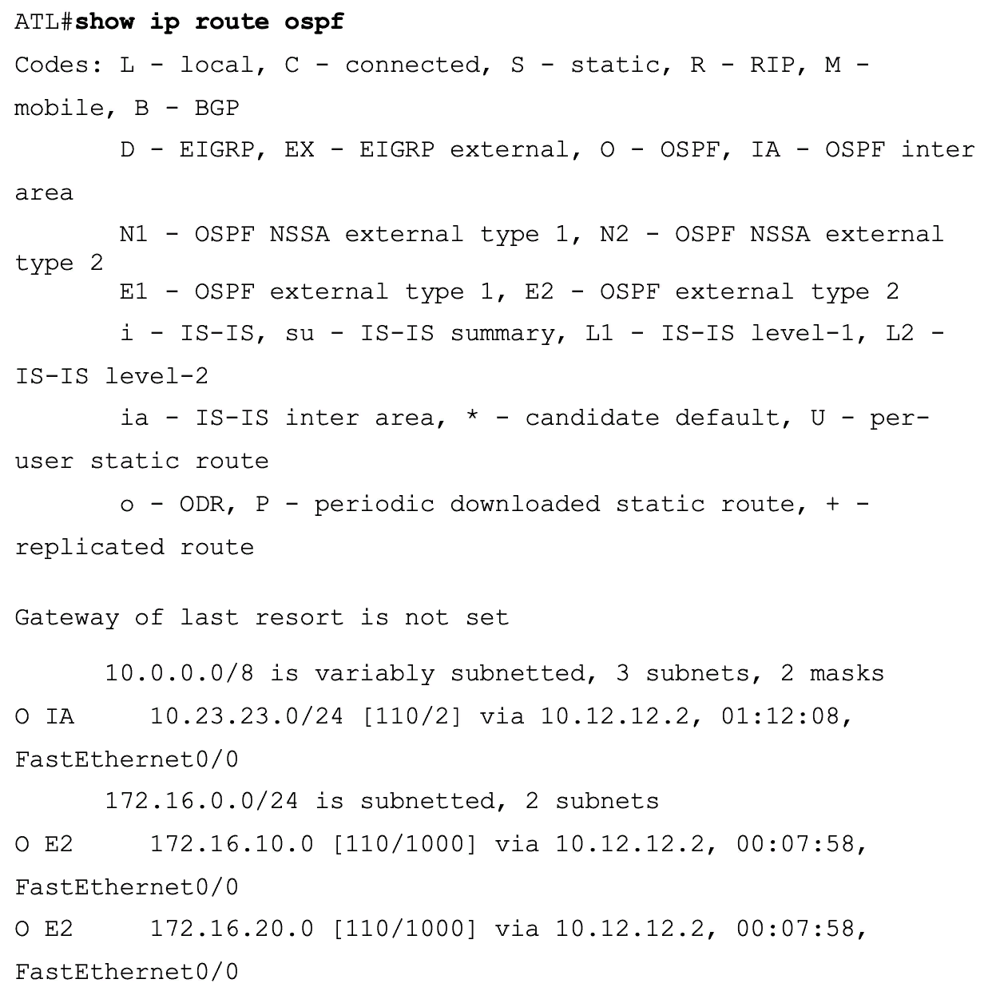 ATL#show ip route ospf
Codes: L - local, C - connected, S - static, R - RIP, M -
mobile, B - BGP
D - EIGRP, EX - EIGRP external, O - OSPF, IA - OSPF inter
area
N1 - OSPF NSSA external type 1, N2 - OSPF NSSA external
type 2
E1 - OSPF external type 1, E2 - OSPF external type 2
i - IS-IS, su - IS-IS summary, L1 - IS-IS level-1, L2 -
IS-IS level-2
ia - IS-IS inter area, * - candidate default, U - per-
user static route
o - ODR, P - periodic downloaded static route, + -
replicated route
Gateway of last resort is not set
10.0.0.0/8 is variably subnetted, 3 subnets, 2 masks
O IA 10.23.23.0/24 [110/2] via 10.12.12.2, 01:12:08,
FastEthernet0/0
172.16.0.0/24 is subnetted, 2 subnets
O E2 172.16.10.0 [110/1000] via 10.12.12.2, 00:07:58,
FastEthernet0/0
O E2 172.16.20.0 [110/1000] via 10.12.12.2, 00:07:58,
FastEthernet0/0